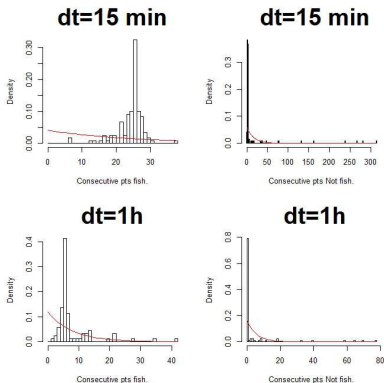 dt=15 min
dt=15 min
Density
0.00 0.10 0.20 0.30
0 10 20 30
Consecutive pts fish.
Density
0.0 0.1 0.2 0.3
0 50 100 150 200 250 300
Consecutive pts Not fish.
dt=1h
dt=1h
Density
0.0 0.1 0.2 0.3 0.4
0 10 20 30 40
Consecutive pts fish.
Density
0.0 0.2 0.4 0.6 0.8
0 20 40 60 80
Consecutive pts Not fish.